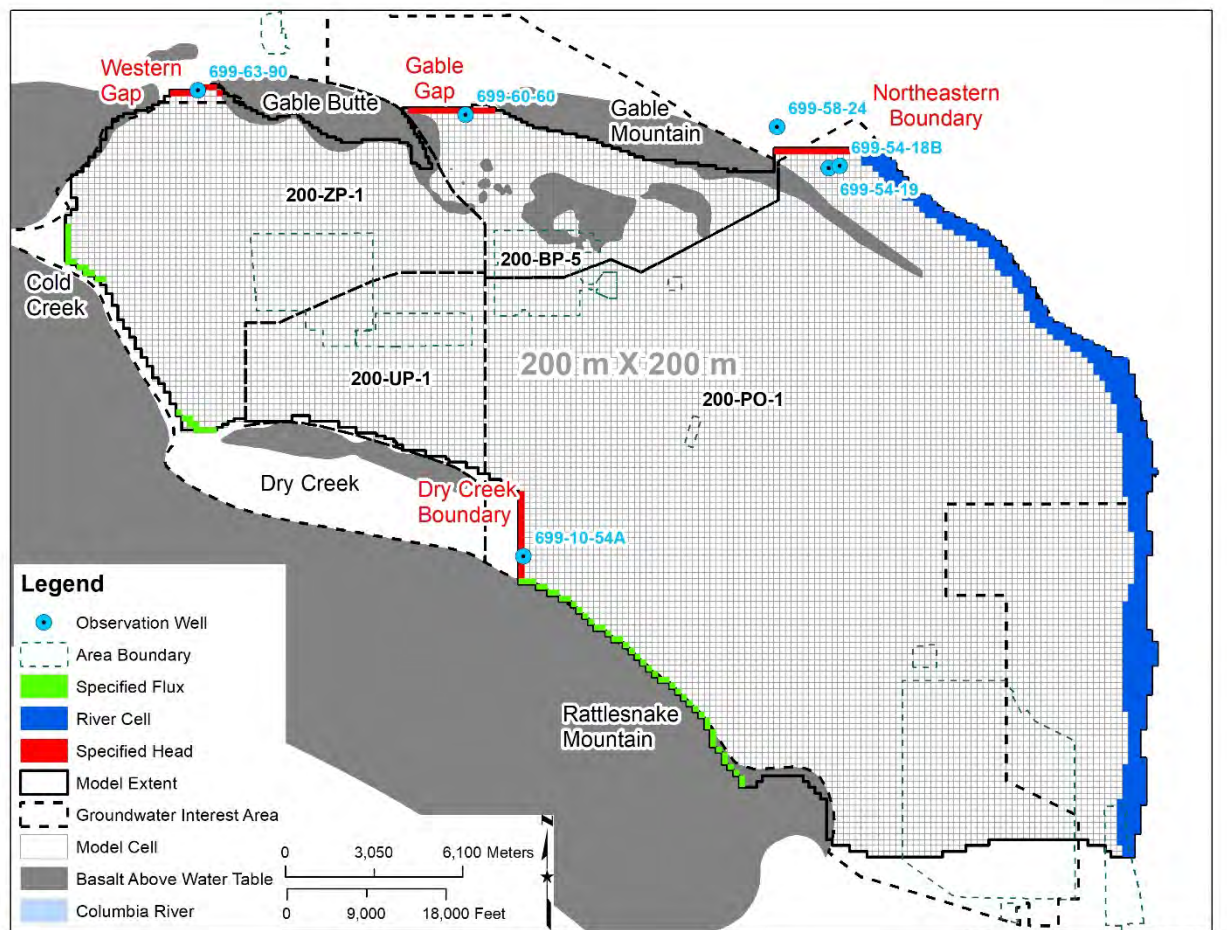 Western
Gap
699-63-90
Gable Butte
Gable
Gap
699-60-60
Gable
Mountain
699-58-24
Northeastern
Boundary
699-54-18B
699-54-19
200-ZP-1
200-BP-5
Cold
Creek
200 m X 200 m
200-UP-1
200-PO-1
Dry Creek
Dry Creek
Boundary
699-10-54A
Rattlesnake
Mountain
Legend
Observation Well
Area Boundary
Specified Flux
River Cell
Specified Head
Model Extent
Groundwater Interest Area
Model Cell
Basalt Above Water Table
Columbia River
0 3,050 6,100 Meters
0 9,000 18,000 Feet